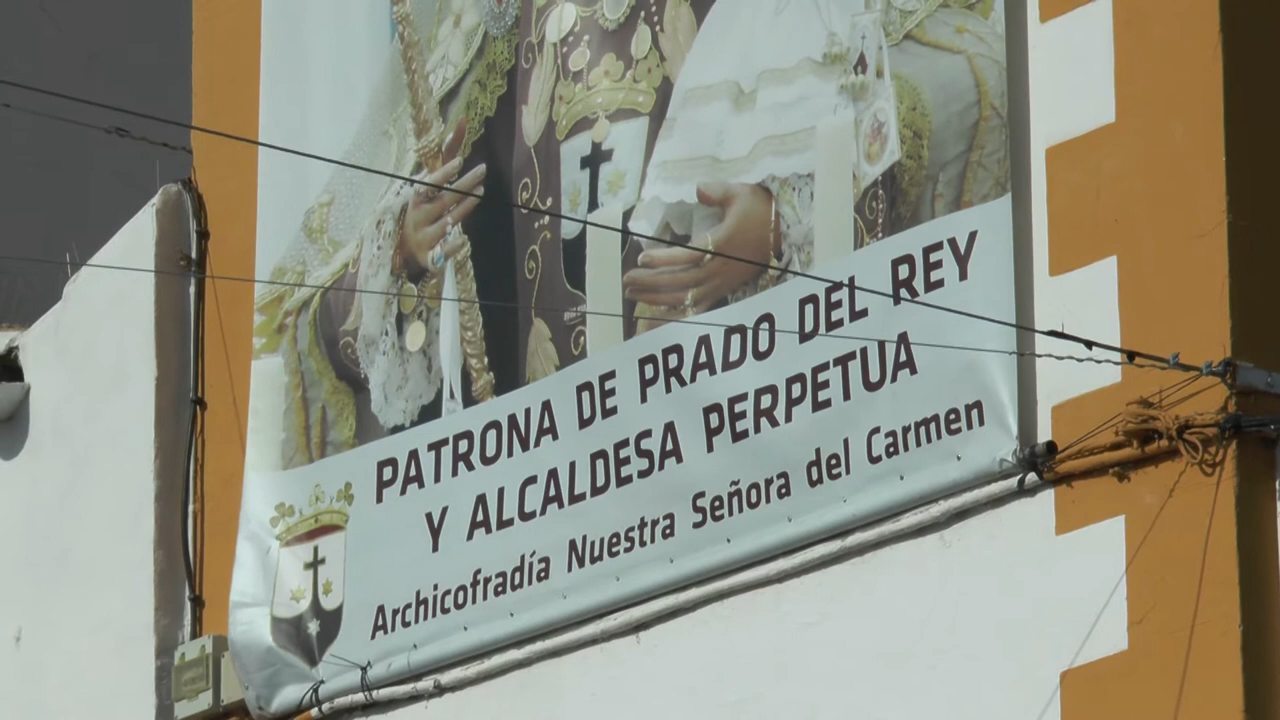 PATRONA DE PRADO DEL REY
Y ALCALDESA PERPETUA
Archicofradía Nuestra Señora del Carmen